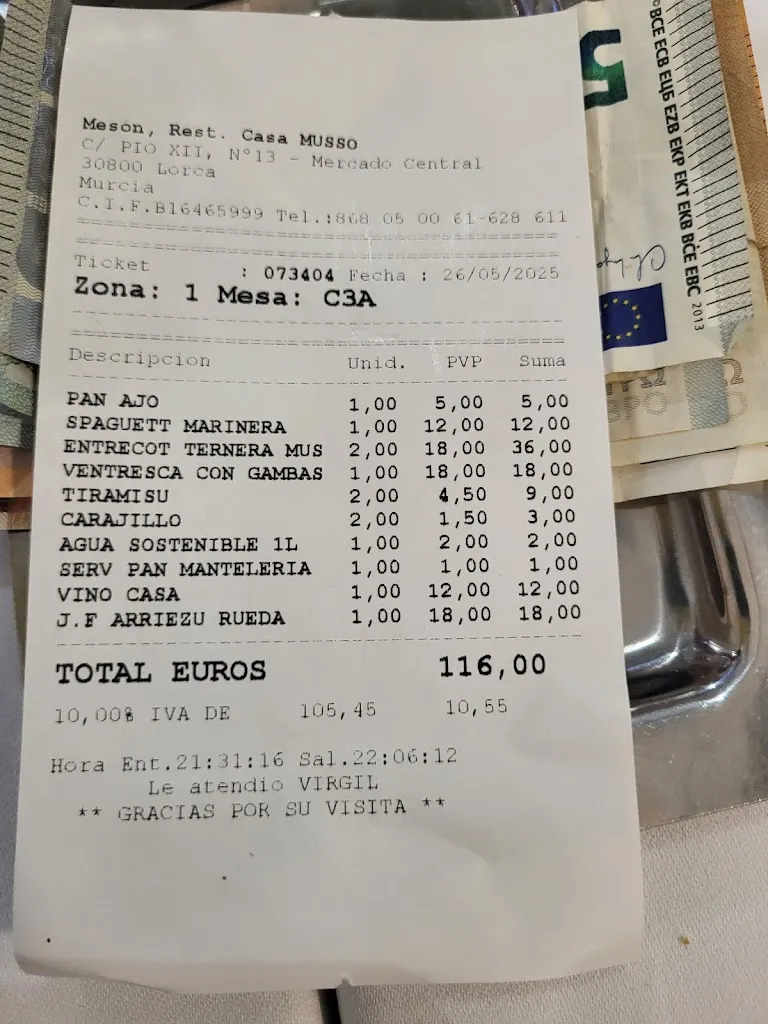 Meson, Rest. Casa MUSSO
C/ PIO XII, Nº13 - Mercado Central
30800 Lorca
Murcia
C.I.F.B16465999 Tel.:868 05 00 61-628 611
Ticket : 073404 Fecha : 26/05/2025
Zona: 1 Mesa: C3A
Descripcion Unid. PVP Suma
PAN AJO 1,00 5,00 5,00
SPAGUETT MARINERA 1,00 12,00 12,00
ENTRECOT TERNERA MUS 2,00 18,00 36,00
VENTRESCA CON GAMBAS 1,00 18,00 18,00
TIRAMISU 2,00 4,50 9,00
CARAJILLO 2,00 1,50 3,00
AGUA SOSTENIBLE 1L 1,00 2,00 2,00
SERV PAN MANTELERIA 1,00 1,00 1,00
VINO CASA 1,00 12,00 12,00
J.F ARRIEZU RUEDA 1,00 18,00 18,00
TOTAL EUROS 116,00
10,00% IVA DE 105,45 10,55
Hora Ent.21:31:16 Sal.22:06:12
Le atendio VIRGIL
** GRACIAS POR SU VISITA **
5
©BCE ECB ЕЦБ EZB EKP EKT EKB BĊE EBC 2013